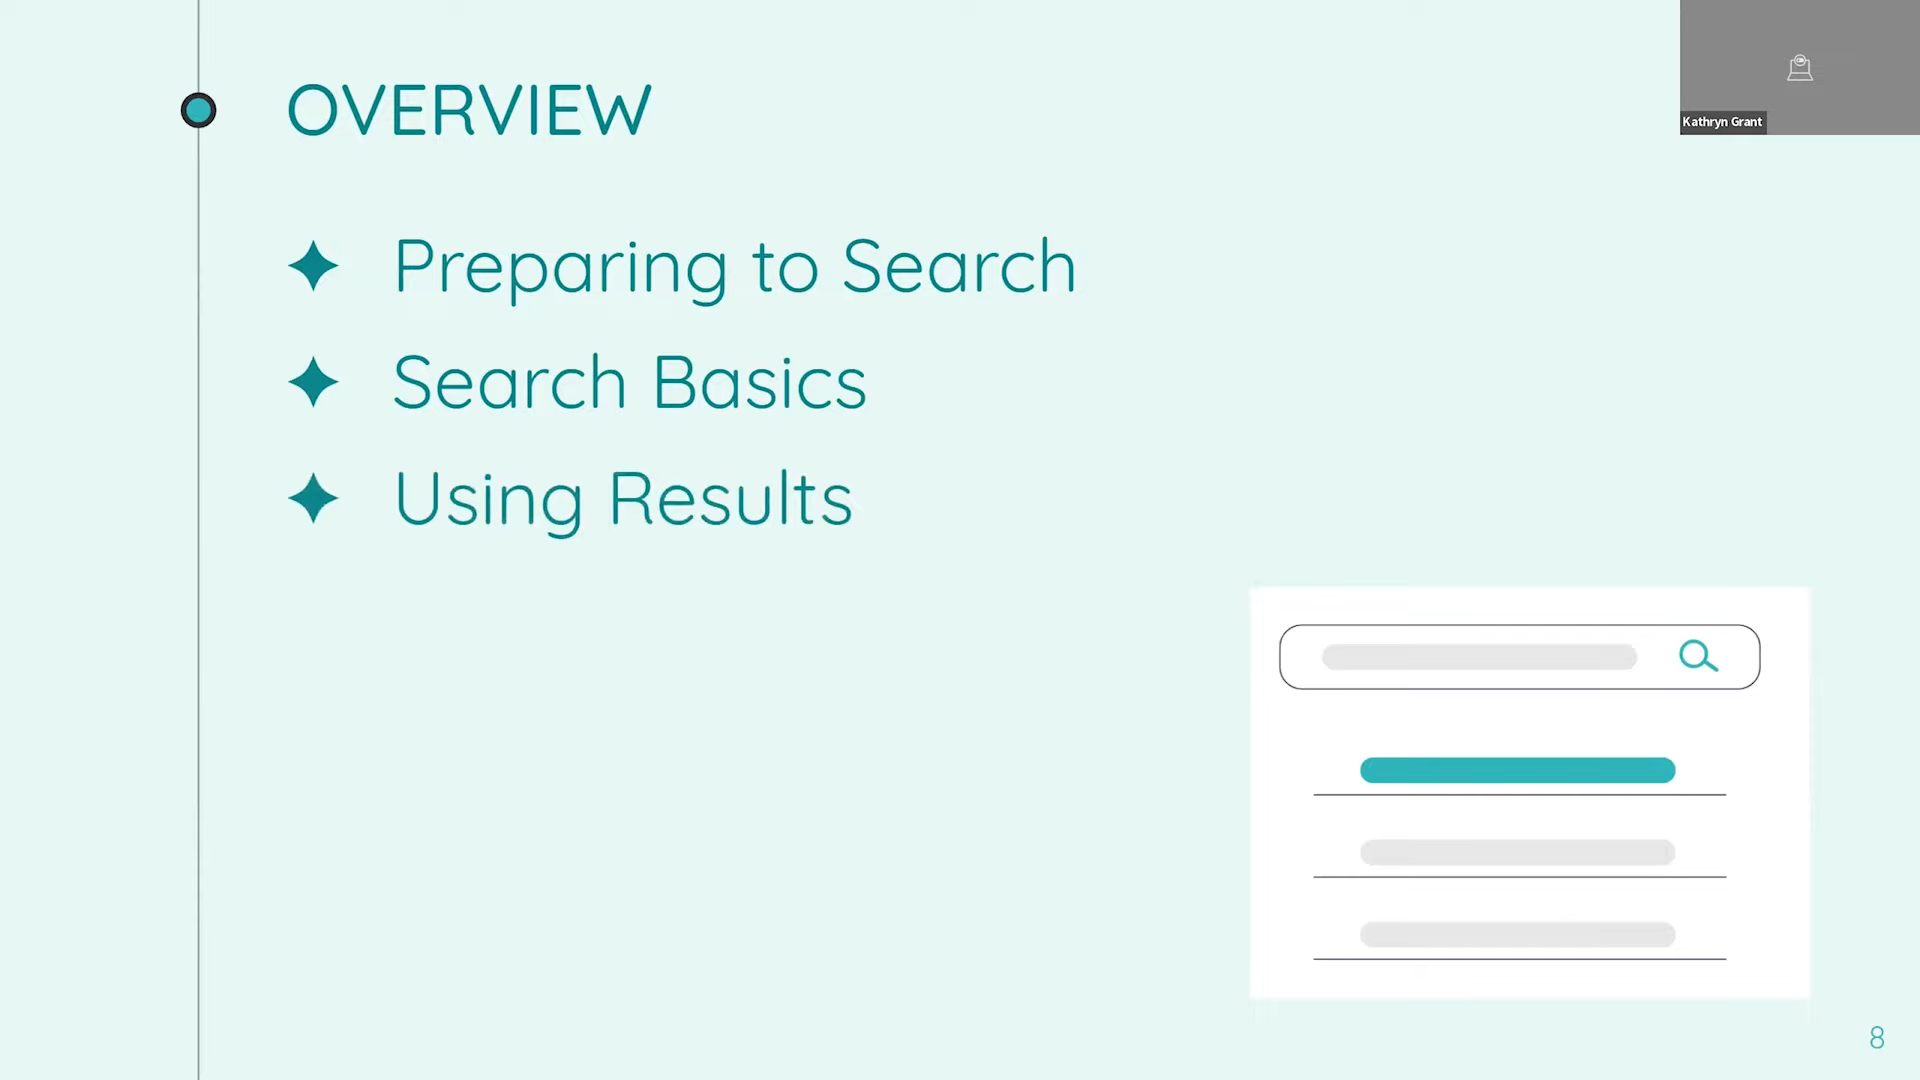 OVERVIEW
Kathryn Grant
Preparing to Search
Search Basics
Using Results
8